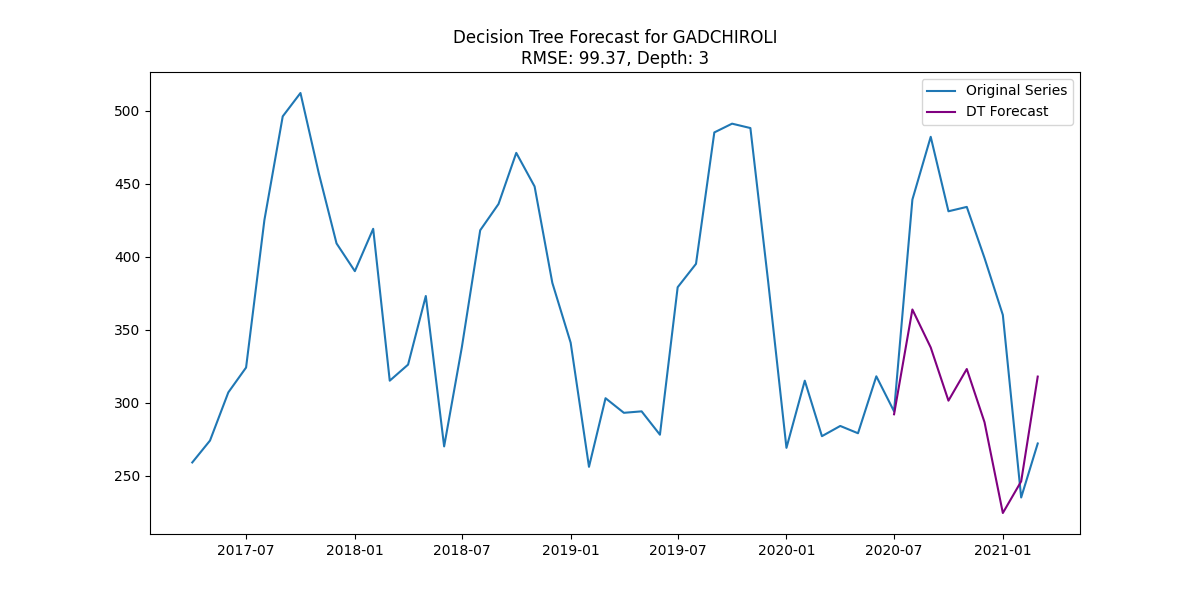 Decision Tree Forecast for GADCHIROLI
RMSE: 99.37, Depth: 3
Original Series
DT Forecast
500
450
400
350
300
250
2017-07 2018-01 2018-07 2019-01 2019-07 2020-01 2020-07 2021-01